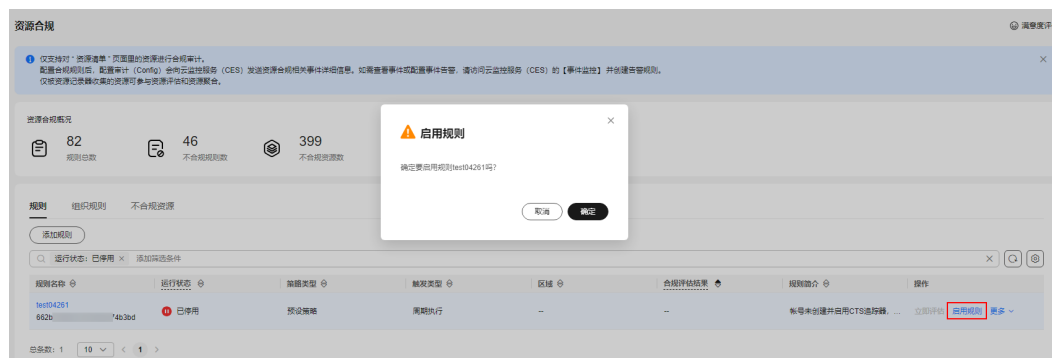 资源合规
满意度评
仅支持对“资源清单”页面里的资源进行合规审计。
配置合规规则后，配置审计（Config）会向云监控服务（CES）发送资源合规相关事件详细信息。如需查看事件或配置事件告警，请访问云监控服务（CES）的【事件监控】并创建告警规则。
仅被资源记录器收集的资源可参与资源评估和资源聚合。
资源合规概况
82
规则总数
46
不合规规则数
399
不合规资源数
启用规则
确定要启用规则test04261吗?
取消 确定
规则 组织规则 不合规资源
添加规则
运行状态: 已停用 × 添加筛选条件
规则名称 运行状态 策略类型 触发类型 区域 合规评估结果 规则简介 操作
test04261
662b 74b3bd
已停用 预设策略 周期执行 -- -- 帐号未创建并启用CTS追踪器， ... 立即评估 启用规则 更多
总条数: 1 10 < 1 >